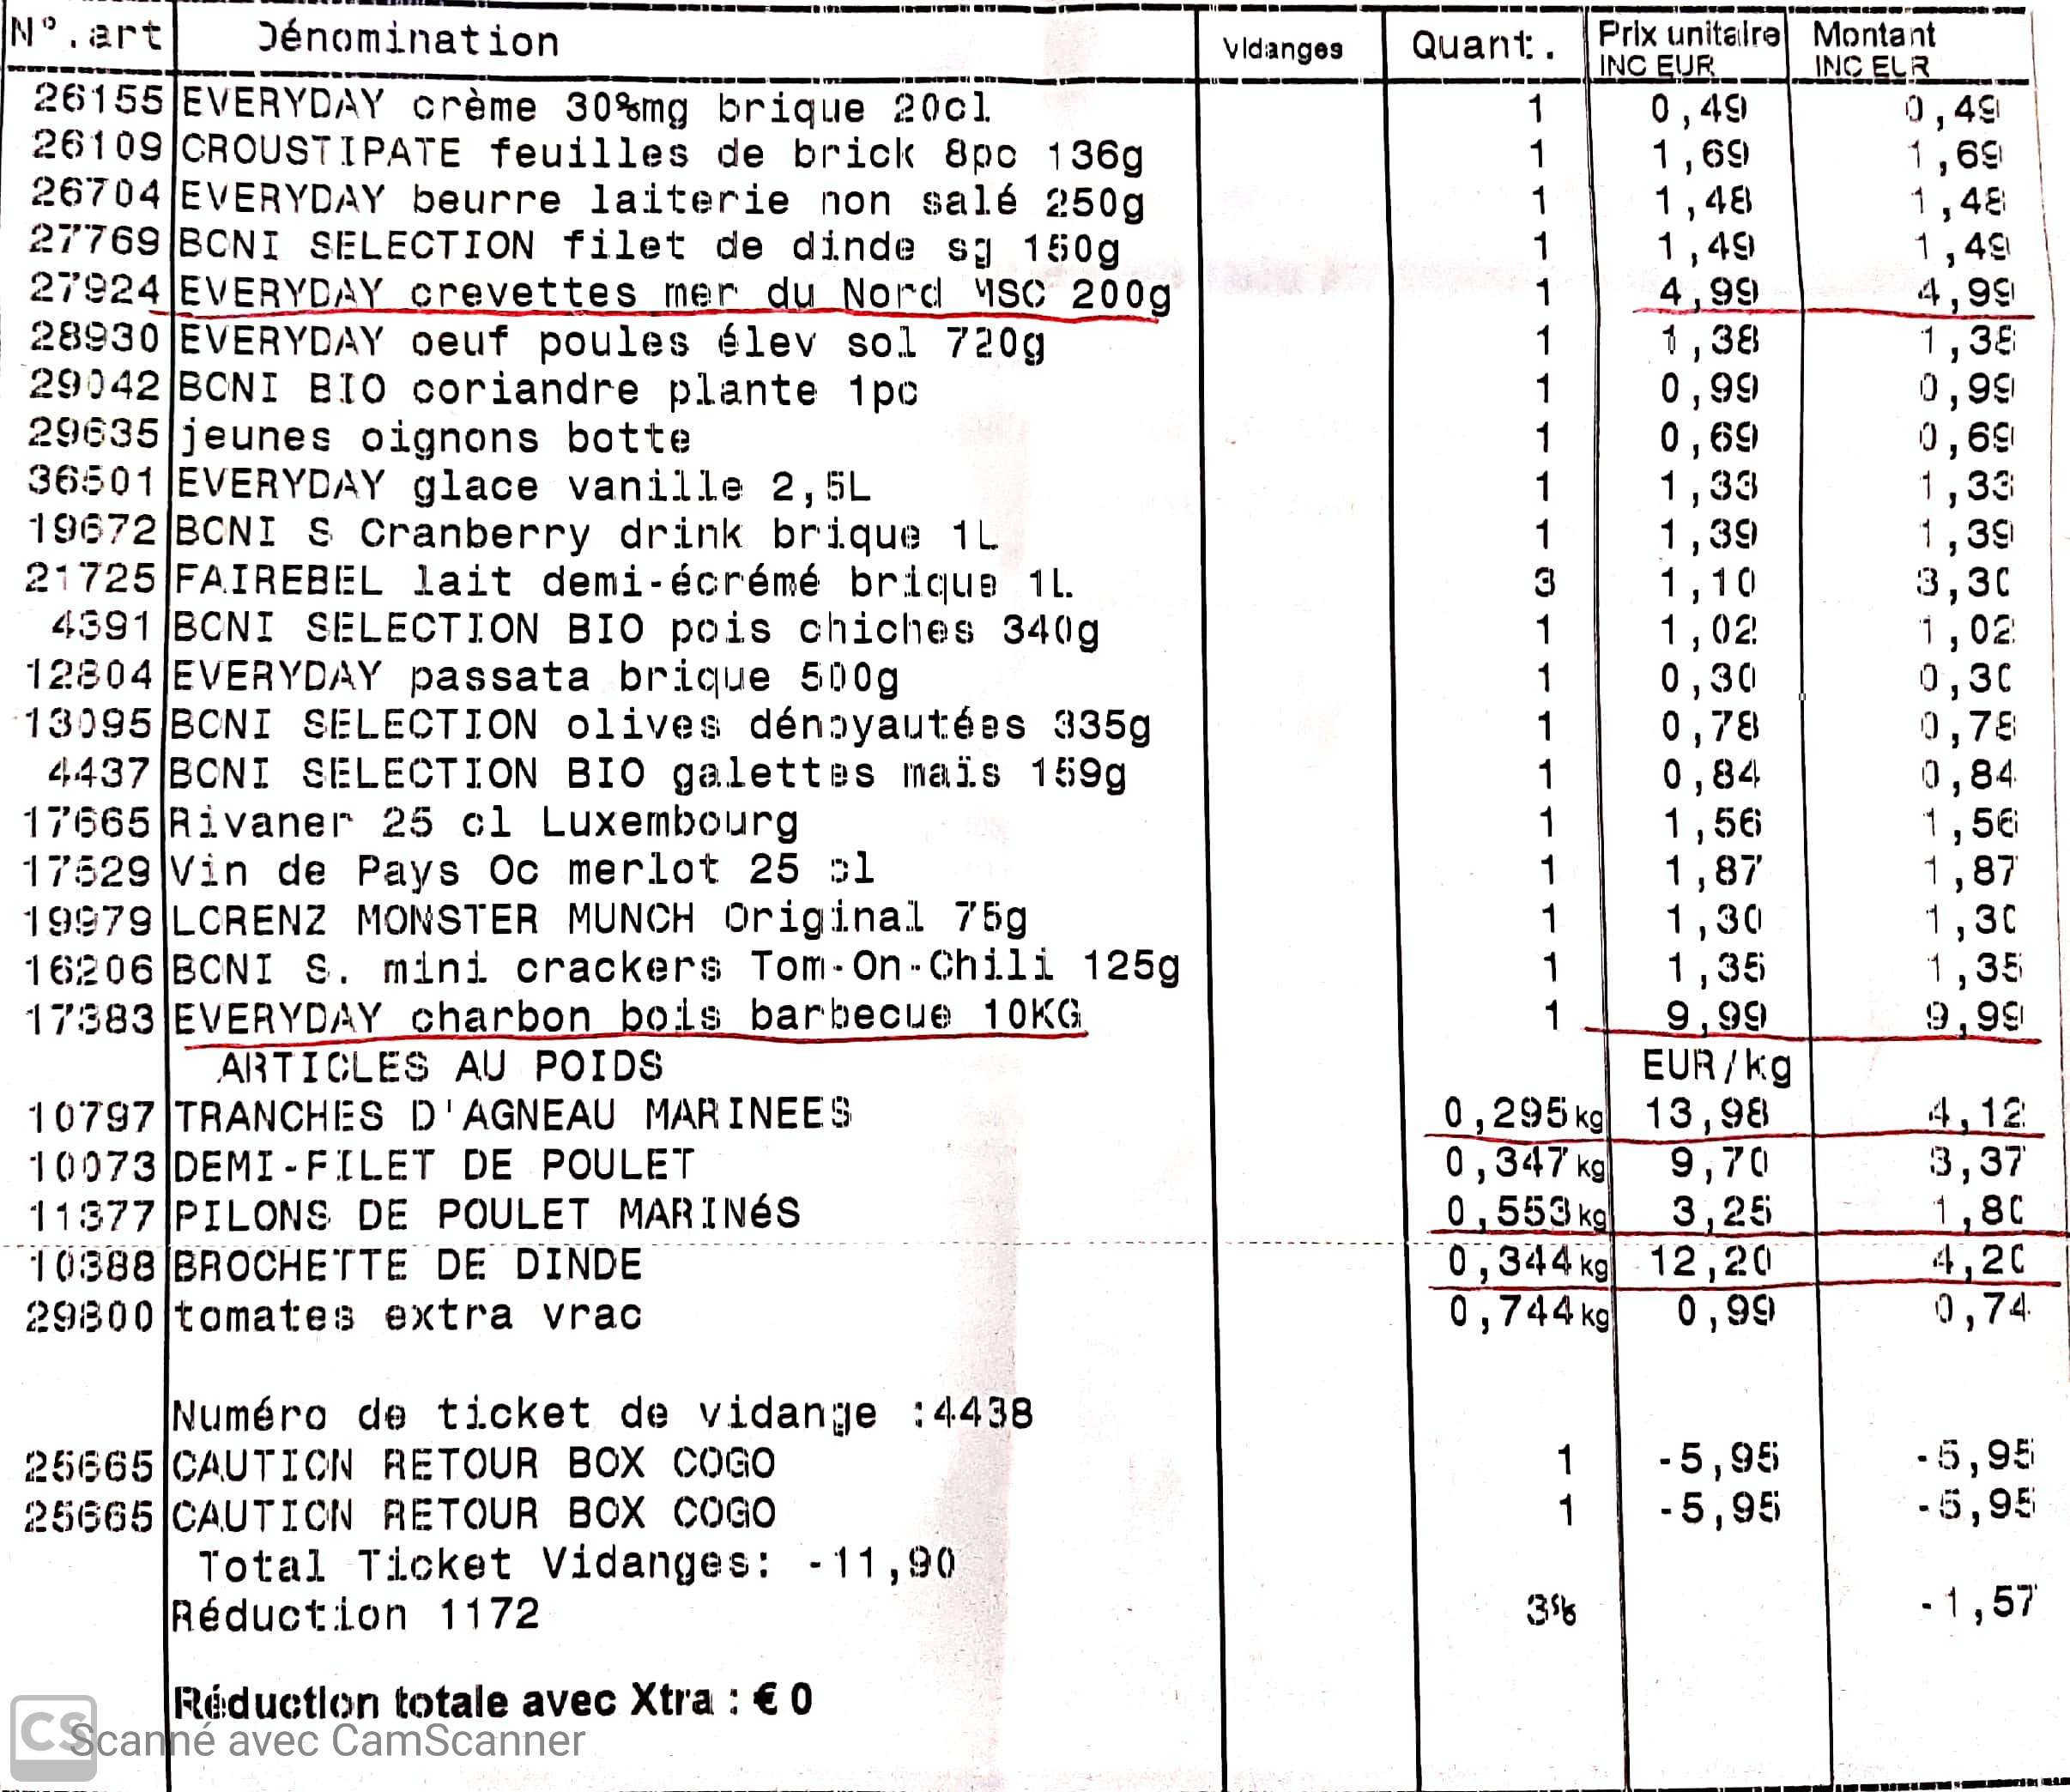 N°.art Dénomination Vidanges Quant. Prix unitaire INC EUR Montant INC EUR
26155 EVERYDAY crème 30%mg brique 20cl 1 0,49 0,49
26109 CROUSTIPATE feuilles de brick 8pc 136g 1 1,69 1,69
26704 EVERYDAY beurre laiterie non salé 250g 1 1,48 1,48
27769 BONI SELECTION filet de dinde sg 150g 1 1,49 1,49
27924 EVERYDAY crevettes mer du Nord MSC 200g 1 4,99 4,99
28930 EVERYDAY oeuf poules élev sol 720g 1 1,38 1,38
29042 BONI BIO coriandre plante 1pc 1 0,99 0,99
29635 jeunes oignons botte 1 0,69 0,69
36501 EVERYDAY glace vanille 2,5L 1 1,33 1,33
19672 BONI S Cranberry drink brique 1L 1 1,39 1,39
21725 FAIREBEL lait demi-écrémé brique 1L 3 1,10 3,30
4391 BONI SELECTION BIO pois chiches 340g 1 1,02 1,02
12804 EVERYDAY passata brique 500g 1 0,30 0,30
13095 BONI SELECTION olives dénoyautées 335g 1 0,78 0,78
4437 BONI SELECTION BIO galettes maïs 159g 1 0,84 0,84
17665 Rivaner 25 cl Luxembourg 1 1,56 1,56
17529 Vin de Pays Oc merlot 25 cl 1 1,87 1,87
19979 LORENZ MONSTER MUNCH Original 75g 1 1,30 1,30
16206 BONI S. mini crackers Tom-On-Chili 125g 1 1,35 1,35
17383 EVERYDAY charbon bois barbecue 10KG 1 9,99 9,99
ARTICLES AU POIDS EUR/kg
10797 TRANCHES D'AGNEAU MARINEES 0,295 kg 13,98 4,12
10073 DEMI-FILET DE POULET 0,347 kg 9,70 3,37
11377 PILONS DE POULET MARINéS 0,553 kg 3,25 1,80
10388 BROCHETTE DE DINDE 0,344 kg 12,20 4,20
29800 tomates extra vrac 0,744 kg 0,99 0,74
Numéro de ticket de vidange :4438
25665 CAUTION RETOUR BOX COGO 1 -5,95 -5,95
25665 CAUTION RETOUR BOX COGO 1 -5,95 -5,95
Total Ticket Vidanges: -11,90
Réduction 1172 3% -1,57
Réduction totale avec Xtra : € 0
CS Scanné avec CamScanner